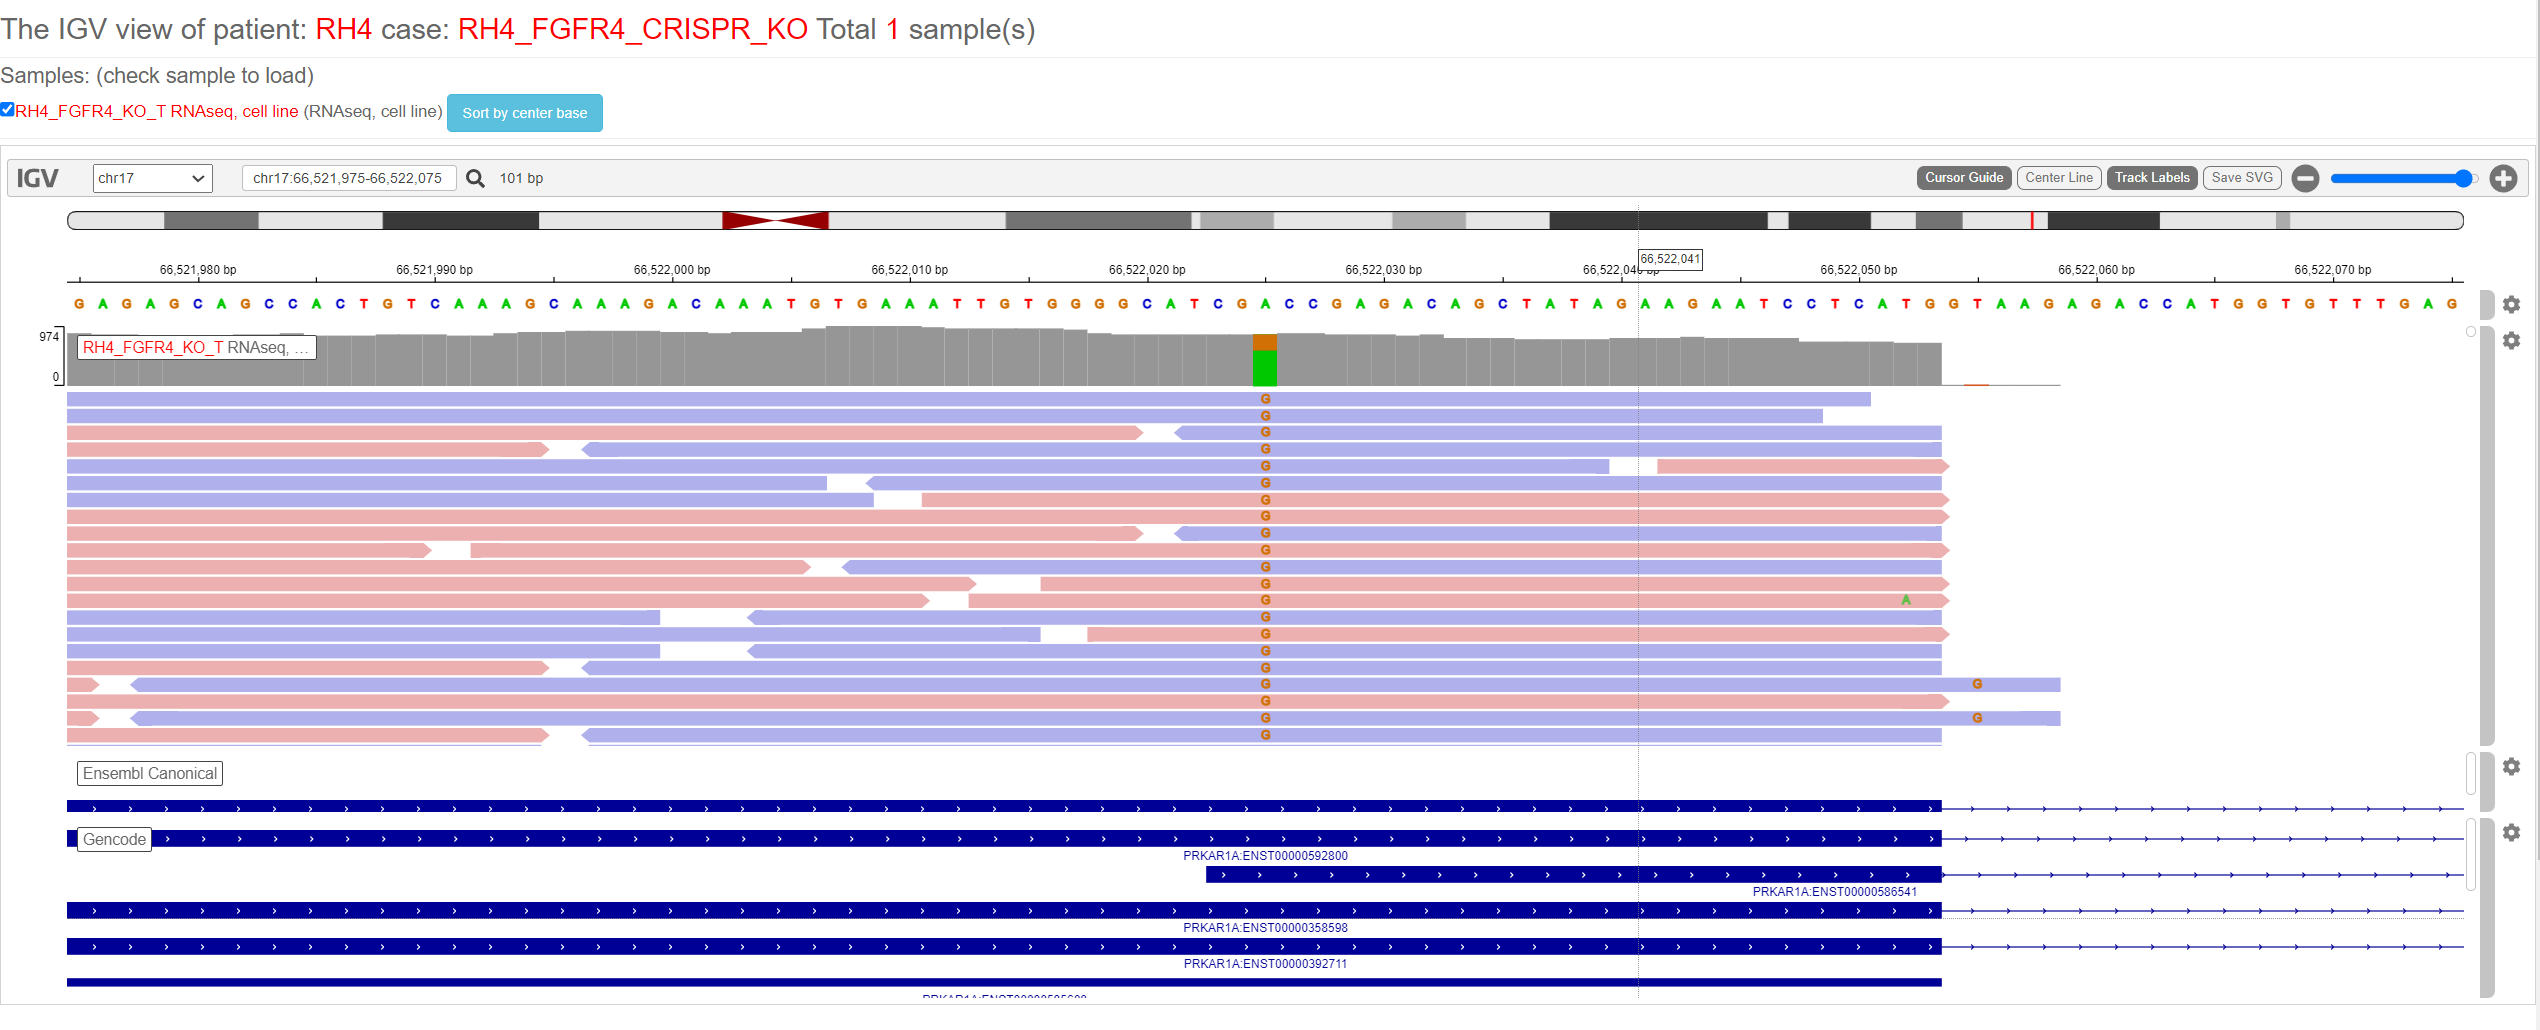 The IGV view of patient: RH4 case: RH4_FGFR4_CRISPR_KO Total 1 sample(s)
Samples: (check sample to load)
RH4_FGFR4_KO_T RNAseq, cell line (RNAseq, cell line) Sort by center base
IGV chr17 chr17:66,521,975-66,522,075 101 bp Cursor Guide Center Line Track Labels Save SVG
66,522,041
66,521,980 bp 66,521,990 bp 66,522,000 bp 66,522,010 bp 66,522,020 bp 66,522,030 bp 66,522,040 bp 66,522,050 bp 66,522,060 bp 66,522,070 bp
G A G A G C A G C C A C T G T C A A A G C A A A G A C A A A T G T G A A A T T G T G G G G C A T C G A C C G A G A C A G C T A T A G A A G A A T C C T C A T G G T A A G A G A C C A T G G T G T T T G A G
974
RH4_FGFR4_KO_T RNAseq, ...
0
G
G
G
G
G
G
G
G
G
G
G
G
G A
G
G
G
G
G G
G
G G
G
Ensembl Canonical
Gencode
PRKAR1A:ENST00000592800
PRKAR1A:ENST00000586541
PRKAR1A:ENST00000358598
PRKAR1A:ENST00000392711